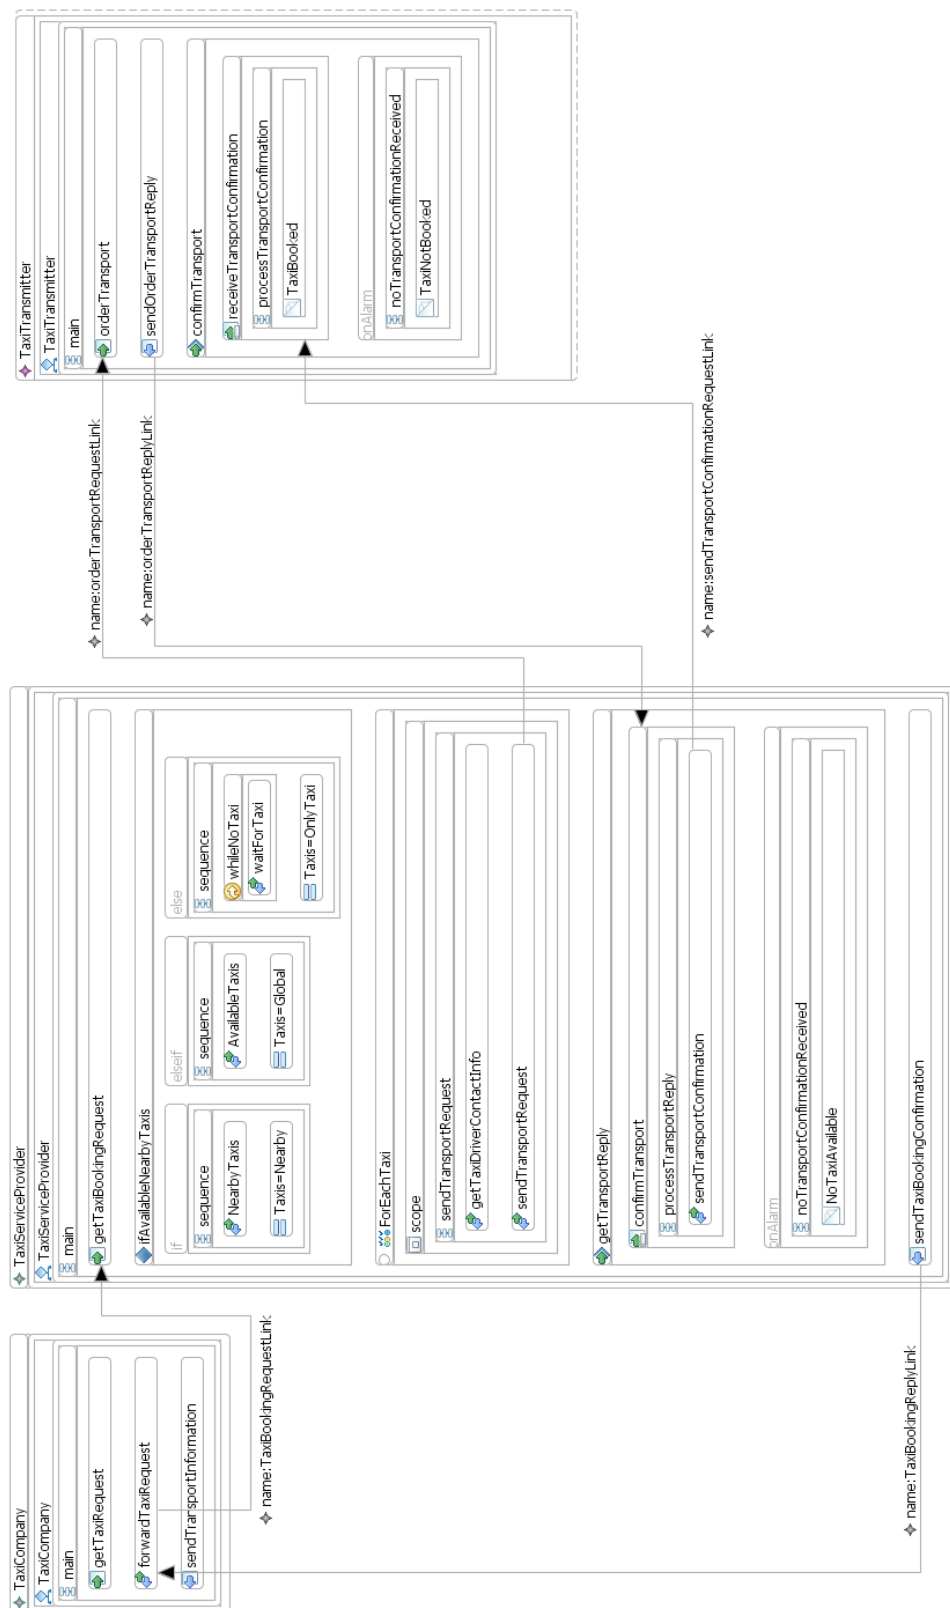 TaxiCompany
TaxiCompany
main
getTaxiRequest
forwardTaxiRequest
sendTransportInformation
name:TaxiBookingRequestLink
name:TaxiBookingReplyLink
TaxiServiceProvider
TaxiServiceProvider
main
getTaxiBookingRequest
ifAvailableNearbyTaxis
if
sequence
NearbyTaxis
Taxis=Nearby
elseif
sequence
AvailableTaxis
Taxis=Global
else
sequence
whileNoTaxi
waitForTaxi
Taxis=OnlyTaxi
ForEachTaxi
scope
sendTransportRequest
getTaxiDriverContactInfo
sendTransportRequest
getTransportReply
confirmTransport
processTransportReply
sendTransportConfirmation
onAlarm
noTransportConfirmationReceived
NoTaxiAvailable
sendTaxiBookingConfirmation
name:orderTransportRequestLink
name:orderTransportReplyLink
name:sendTransportConfirmationRequestLink
TaxiTransmitter
TaxiTransmitter
main
orderTransport
sendOrderTransportReply
confirmTransport
receiveTransportConfirmation
processTransportConfirmation
TaxiBooked
onAlarm
noTransportConfirmationReceived
TaxiNotBooked